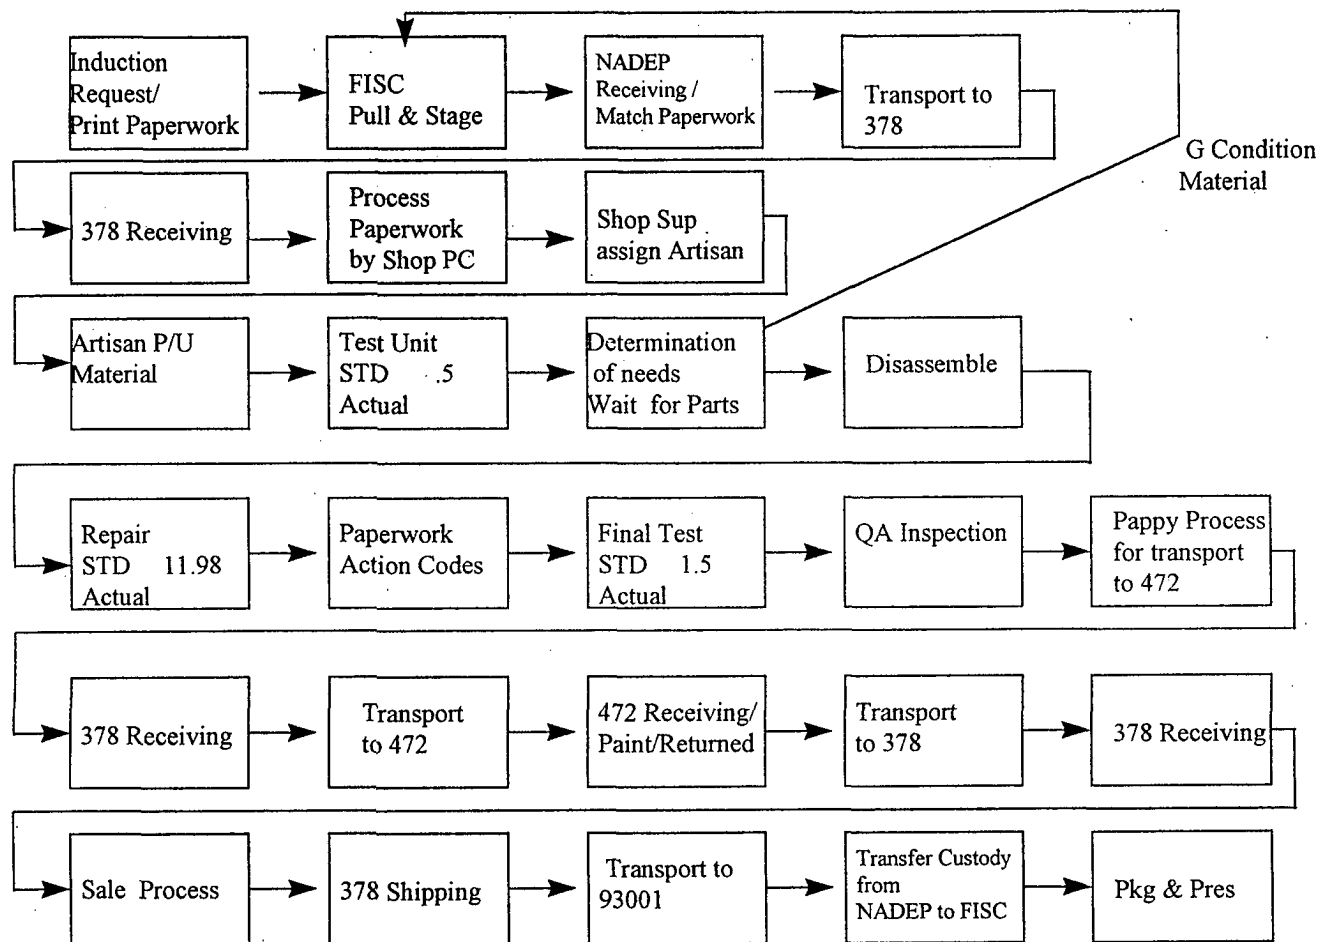 Induction
Request/
Print Paperwork
FISC
Pull & Stage
NADEP
Receiving /
Match Paperwork
Transport to
378
G Condition
Material
378 Receiving
Process
Paperwork
by Shop PC
Shop Sup
assign Artisan
Artisan P/U
Material
Test Unit
STD .5
Actual
Determination
of needs
Wait for Parts
Disassemble
Repair
STD 11.98
Actual
Paperwork
Action Codes
Final Test
STD 1.5
Actual
QA Inspection
Pappy Process
for transport
to 472
378 Receiving
Transport
to 472
472 Receiving/
Paint/Returned
Transport
to 378
378 Receiving
Sale Process
378 Shipping
Transport to
93001
Transfer Custody
from
NADEP to FISC
Pkg & Pres